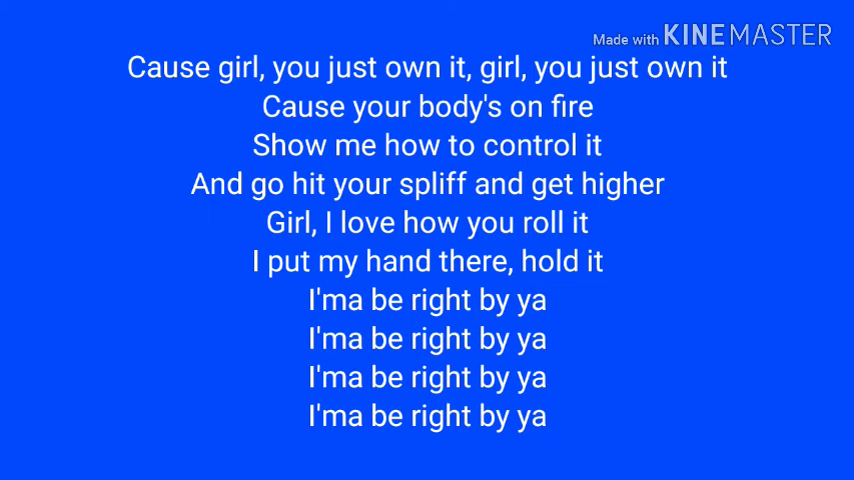 Made with KINEMASTER
Cause girl, you just own it, girl, you just own it
Cause your body's on fire
Show me how to control it
And go hit your spliff and get higher
Girl, I love how you roll it
I put my hand there, hold it
I'ma be right by ya
I'ma be right by ya
I'ma be right by ya
I'ma be right by ya